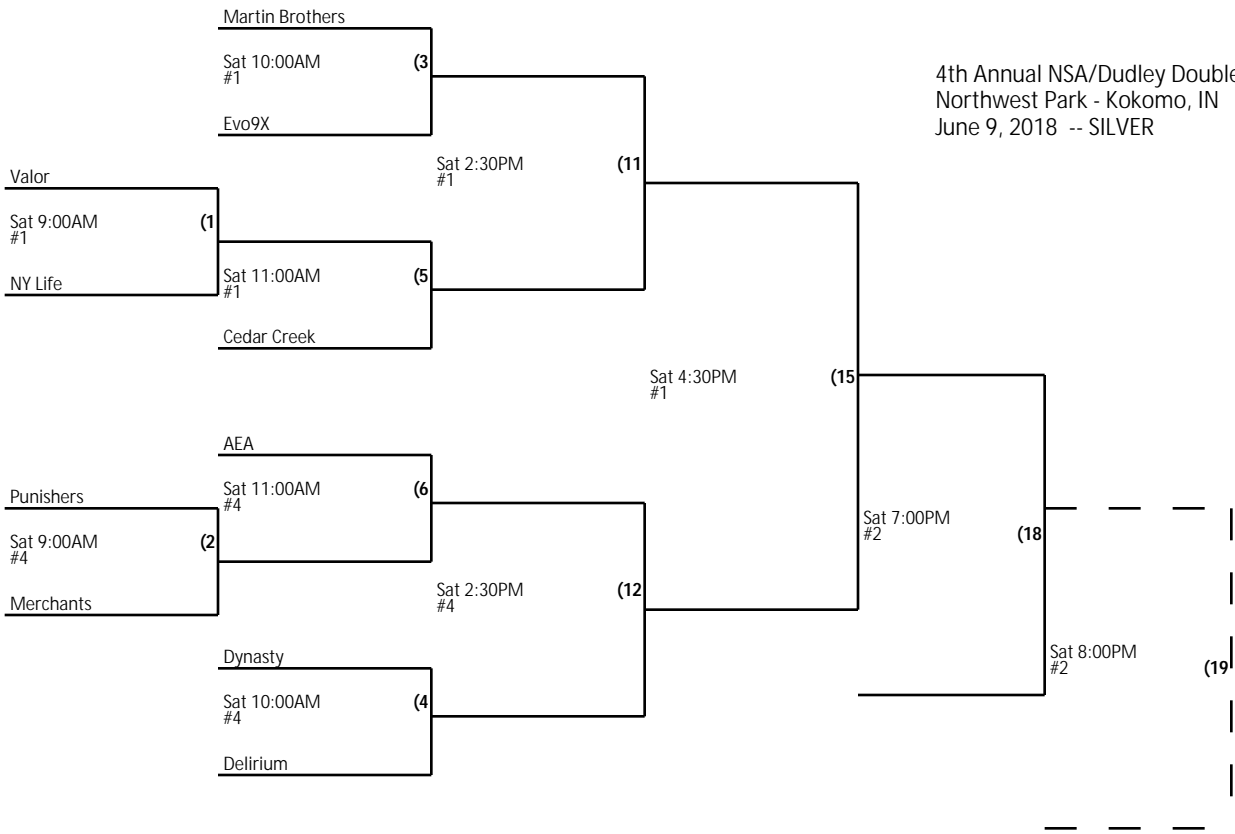 Martin Brothers
Sat 10:00AM (3
#1
Evo9X
4th Annual NSA/Dudley Double
Northwest Park - Kokomo, IN
June 9, 2018 -- SILVER
Sat 2:30PM (11
#1
Valor
Sat 9:00AM (1
#1
NY Life
Sat 11:00AM (5
#1
Cedar Creek
Sat 4:30PM (15
#1
AEA
Sat 11:00AM (6
#4
Punishers
Sat 9:00AM (2
#4
Merchants
Sat 7:00PM (18
#2
Sat 2:30PM (12
#4
Dynasty
Sat 10:00AM (4
#4
Delirium
Sat 8:00PM (19
#2